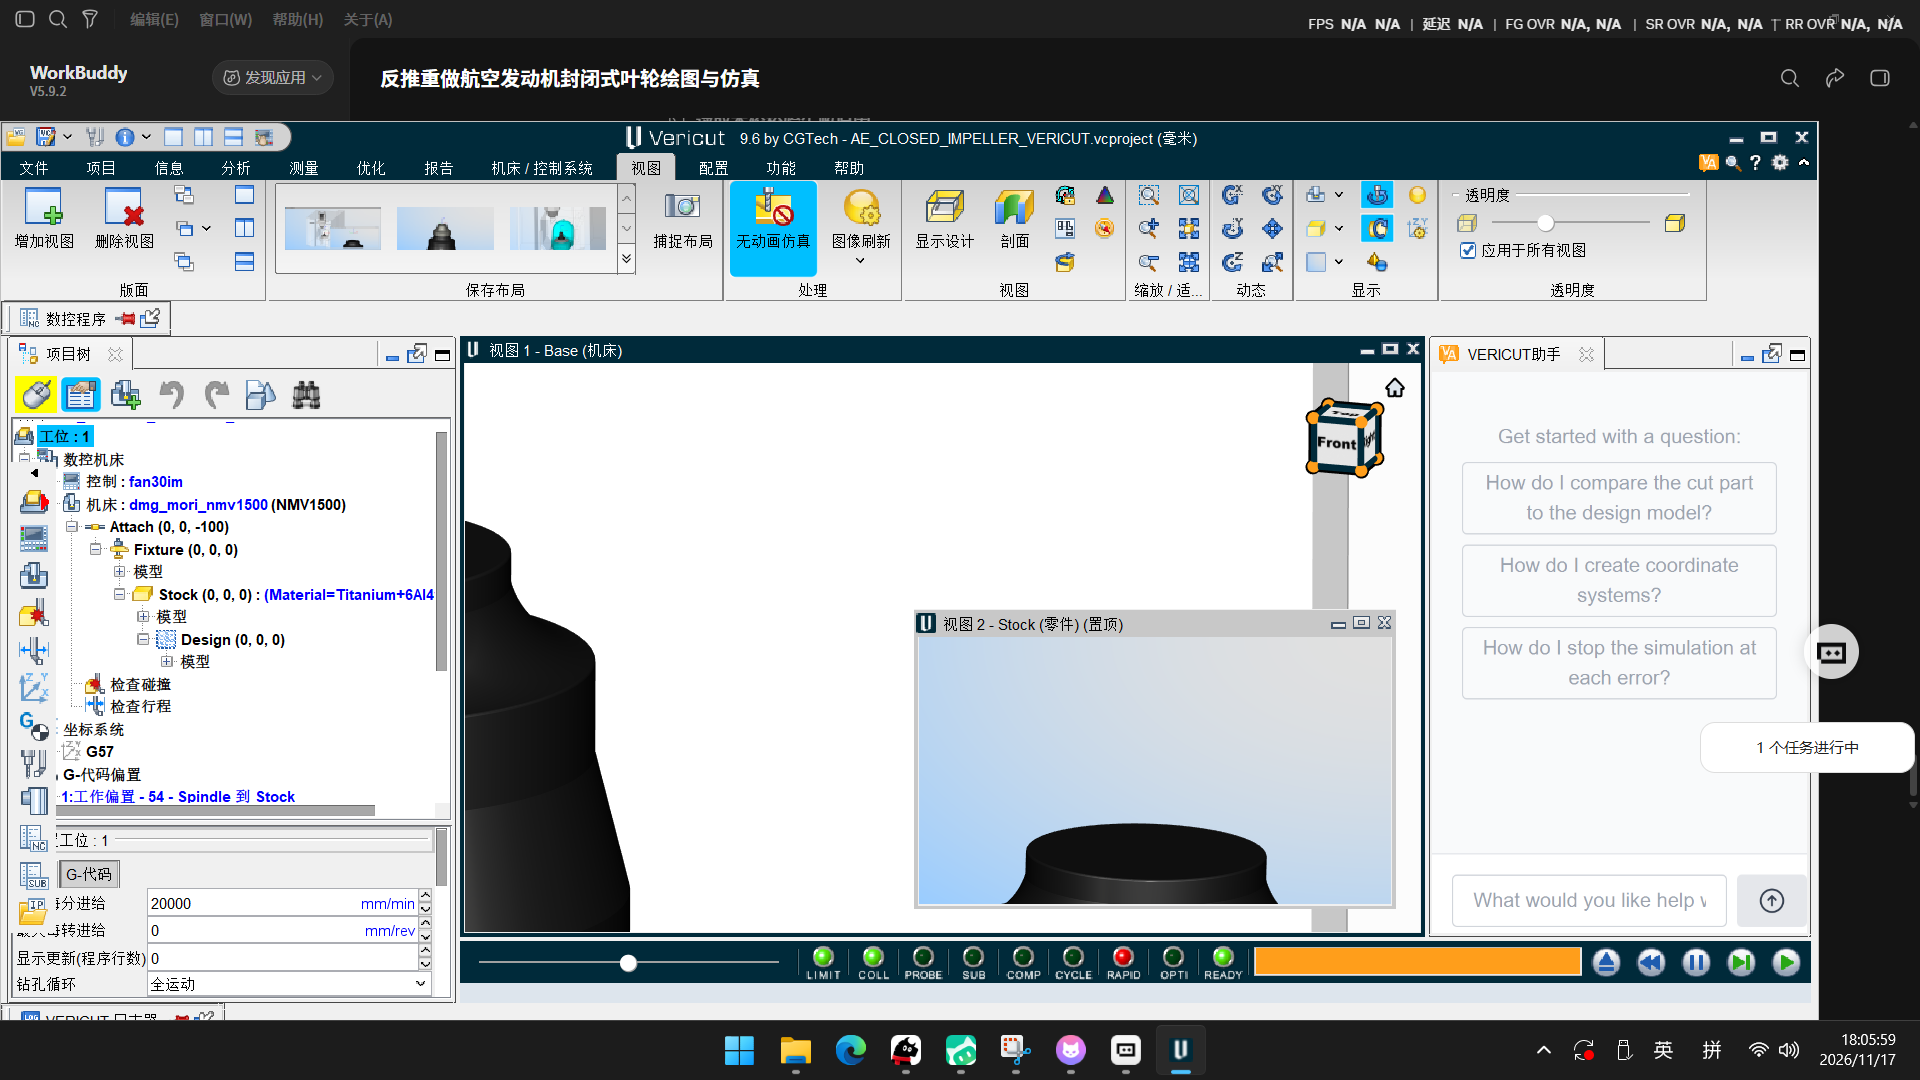 编辑(E) 窗口(W) 帮助(H) 关于(A)
FPS N/A N/A | 延迟 N/A | FG OVR N/A, N/A | SR OVR N/A, N/A | RR OVR N/A, N/A
WorkBuddy
V5.9.2
发现应用
反推重做航空发动机封闭式叶轮绘图与仿真
Vericut 9.6 by CGTech - AE_CLOSED_IMPELLER_VERICUT.vcproject (毫米)
文件 项目 信息 分析 测量 优化 报告 机床 / 控制系统 视图 配置 功能 帮助
增加视图 删除视图
版面
保存布局
捕捉布局
无动画仿真 图像刷新
处理
显示设计 剖面
视图
缩放 / 适...
动态
显示
透明度
应用于所有视图
透明度
数控程序
项目树
工位 : 1
数控机床
控制 : fan30im
机床 : dmg_mori_nmv1500 (NMV1500)
Attach (0, 0, -100)
Fixture (0, 0, 0)
模型
Stock (0, 0, 0) : (Material=Titanium+6Al4
模型
Design (0, 0, 0)
模型
检查碰撞
检查行程
坐标系统
G57
G-代码偏置
1:工作偏置 - 54 - Spindle 到 Stock
工位 : 1
G-代码
分进给 20000 mm/min
转进给 0 mm/rev
显示更新(程序行数) 0
钻孔循环 全运动
视图 1 - Base (机床)
Top
Front
Right
视图 2 - Stock (零件) (置顶)
LIMIT COLL PROBE SUB COMP CYCLE RAPID OPTI READY
VERICUT助手
Get started with a question:
How do I compare the cut part
to the design model?
How do I create coordinate
systems?
How do I stop the simulation at
each error?
1 个任务进行中
What would you like help
英 拼
18:05:59
2026/11/17